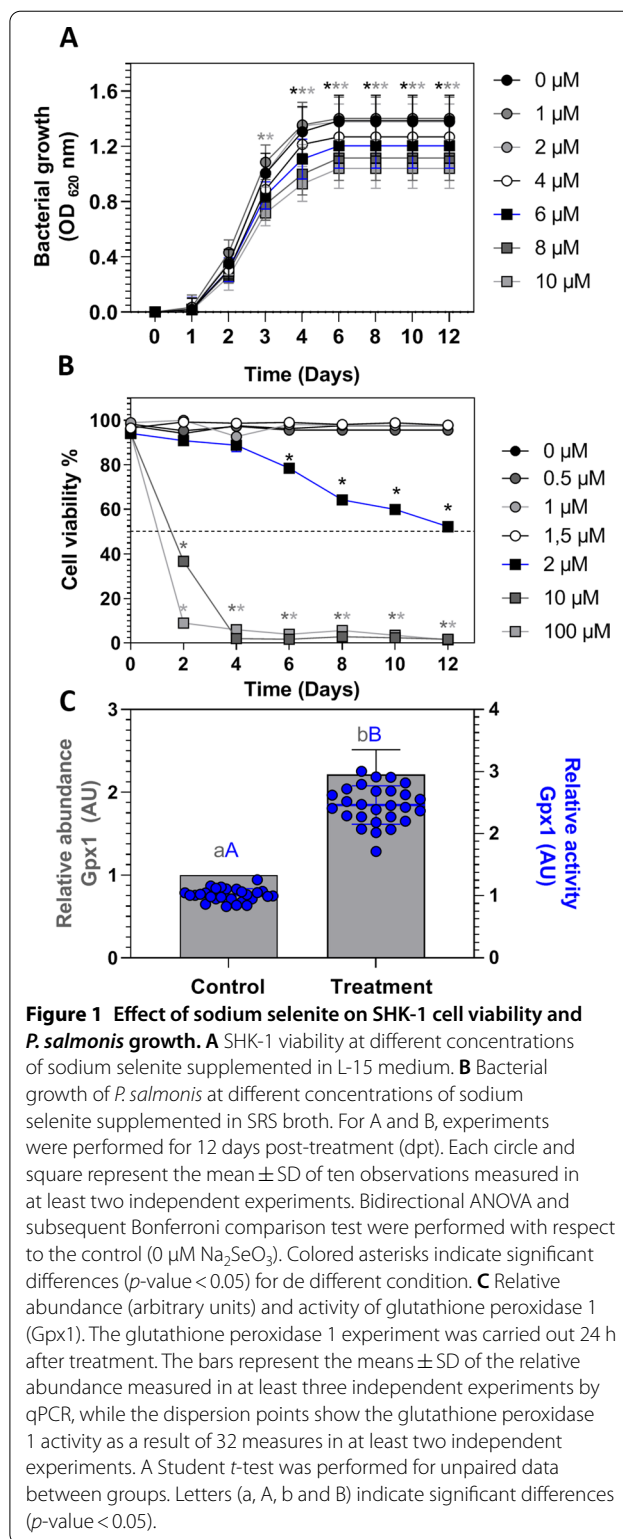 A
Bacterial growth
(OD 620 nm)
1.6
1.2
0.8
0.4
0.0
*** *** *** *** ***
**
0 1 2 3 4 6 8 10 12
Time (Days)
0 µM
1 µM
2 µM
4 µM
6 µM
8 µM
10 µM
B
Cell viability %
100
80
60
40
20
0
* * * *
*
* ** ** ** ** **
0 2 4 6 8 10 12
Time (Days)
0 µM
0.5 µM
1 µM
1,5 µM
2 µM
10 µM
100 µM
C
Relative abundance
Gpx1 (AU)
3
2
1
0
aA
bB
Control Treatment
4
3
2
1
0
Relative activity
Gpx1 (AU)
Figure 1 Effect of sodium selenite on SHK-1 cell viability and
P. salmonis growth. A SHK-1 viability at different concentrations
of sodium selenite supplemented in L-15 medium. B Bacterial
growth of P. salmonis at different concentrations of sodium
selenite supplemented in SRS broth. For A and B, experiments
were performed for 12 days post-treatment (dpt). Each circle and
square represent the mean ± SD of ten observations measured in
at least two independent experiments. Bidirectional ANOVA and
subsequent Bonferroni comparison test were performed with respect
to the control (0 µM Na₂SeO₃). Colored asterisks indicate significant
differences (p-value < 0.05) for de different condition. C Relative
abundance (arbitrary units) and activity of glutathione peroxidase 1
(Gpx1). The glutathione peroxidase 1 experiment was carried out 24 h
after treatment. The bars represent the means ± SD of the relative
abundance measured in at least three independent experiments by
qPCR, while the dispersion points show the glutathione peroxidase
1 activity as a result of 32 measures in at least two independent
experiments. A Student t-test was performed for unpaired data
between groups. Letters (a, A, b and B) indicate significant differences
(p-value < 0.05).